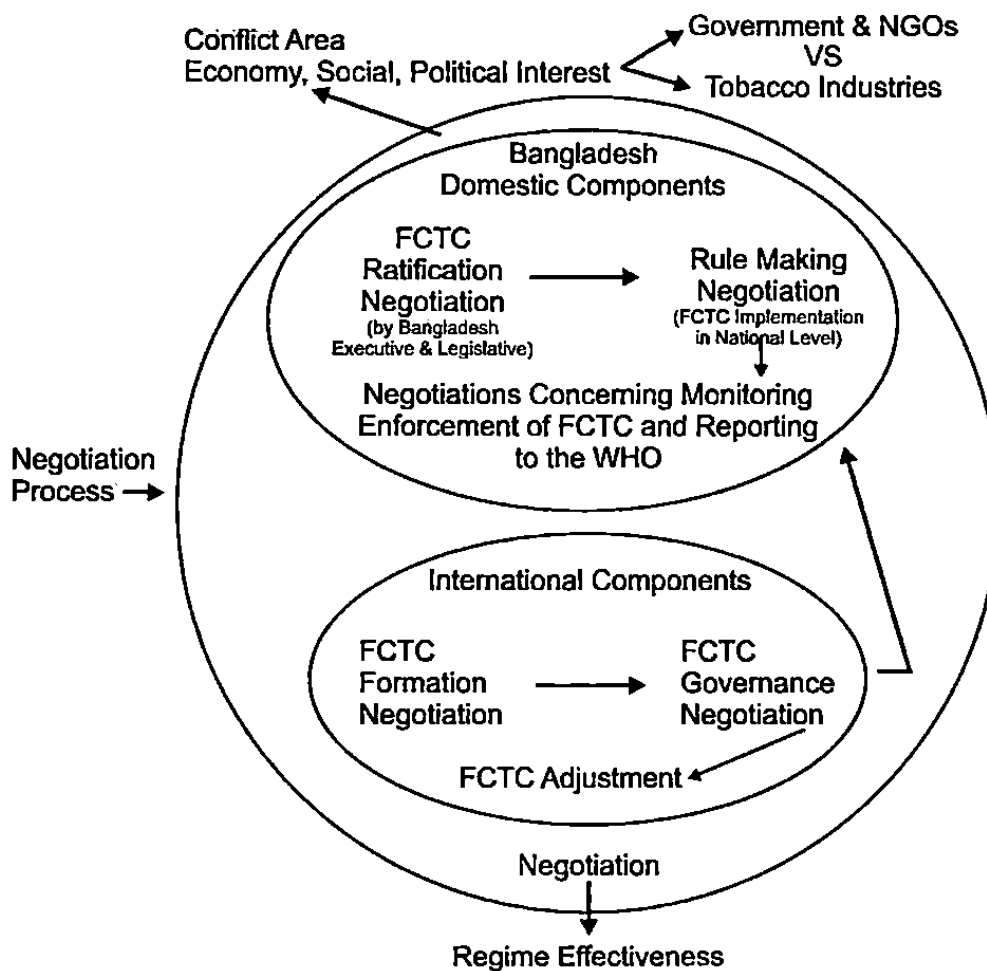 Conflict Area
Economy, Social, Political Interest
Government & NGOs
VS
Tobacco Industries
Bangladesh
Domestic Components
FCTC
Ratification
Negotiation
(by Bangladesh
Executive & Legislative)
Rule Making
Negotiation
(FCTC Implementation
in National Level)
Negotiations Concerning Monitoring
Enforcement of FCTC and Reporting
to the WHO
Negotiation
Process
International Components
FCTC
Formation
Negotiation
FCTC
Governance
Negotiation
FCTC Adjustment
Negotiation
Regime Effectiveness